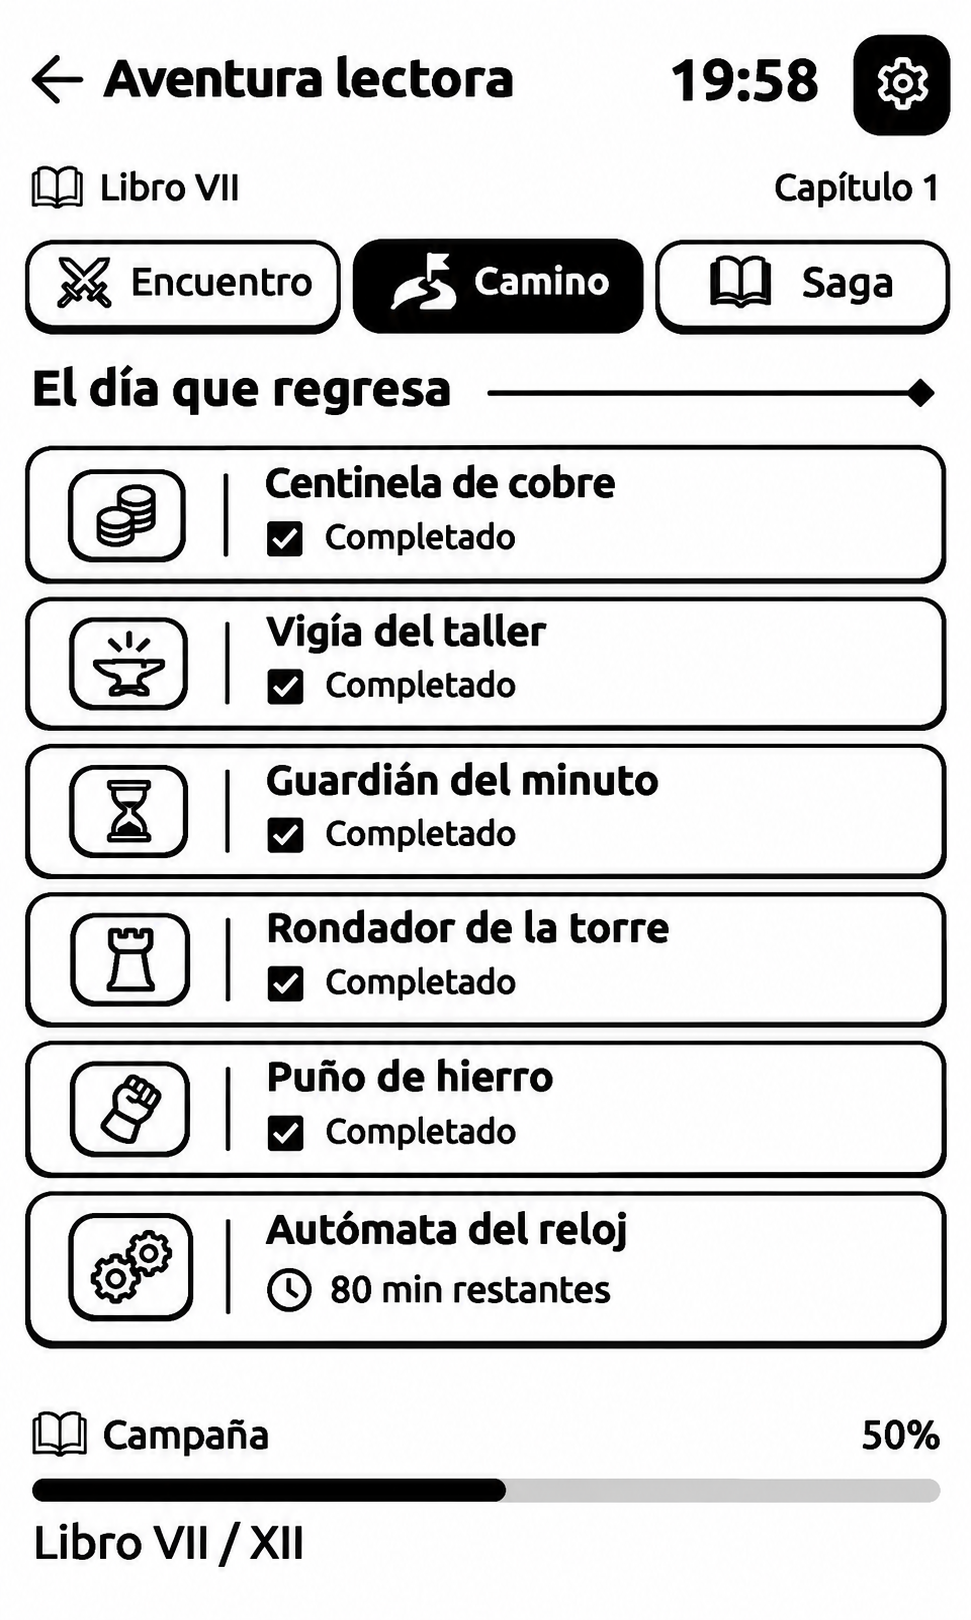 Aventura lectora 19:58
Libro VII Capítulo 1
Encuentro Camino Saga
El día que regresa
Centinela de cobre
Completado
Vigía del taller
Completado
Guardián del minuto
Completado
Rondador de la torre
Completado
Puño de hierro
Completado
Autómata del reloj
80 min restantes
Campaña 50%
Libro VII / XII